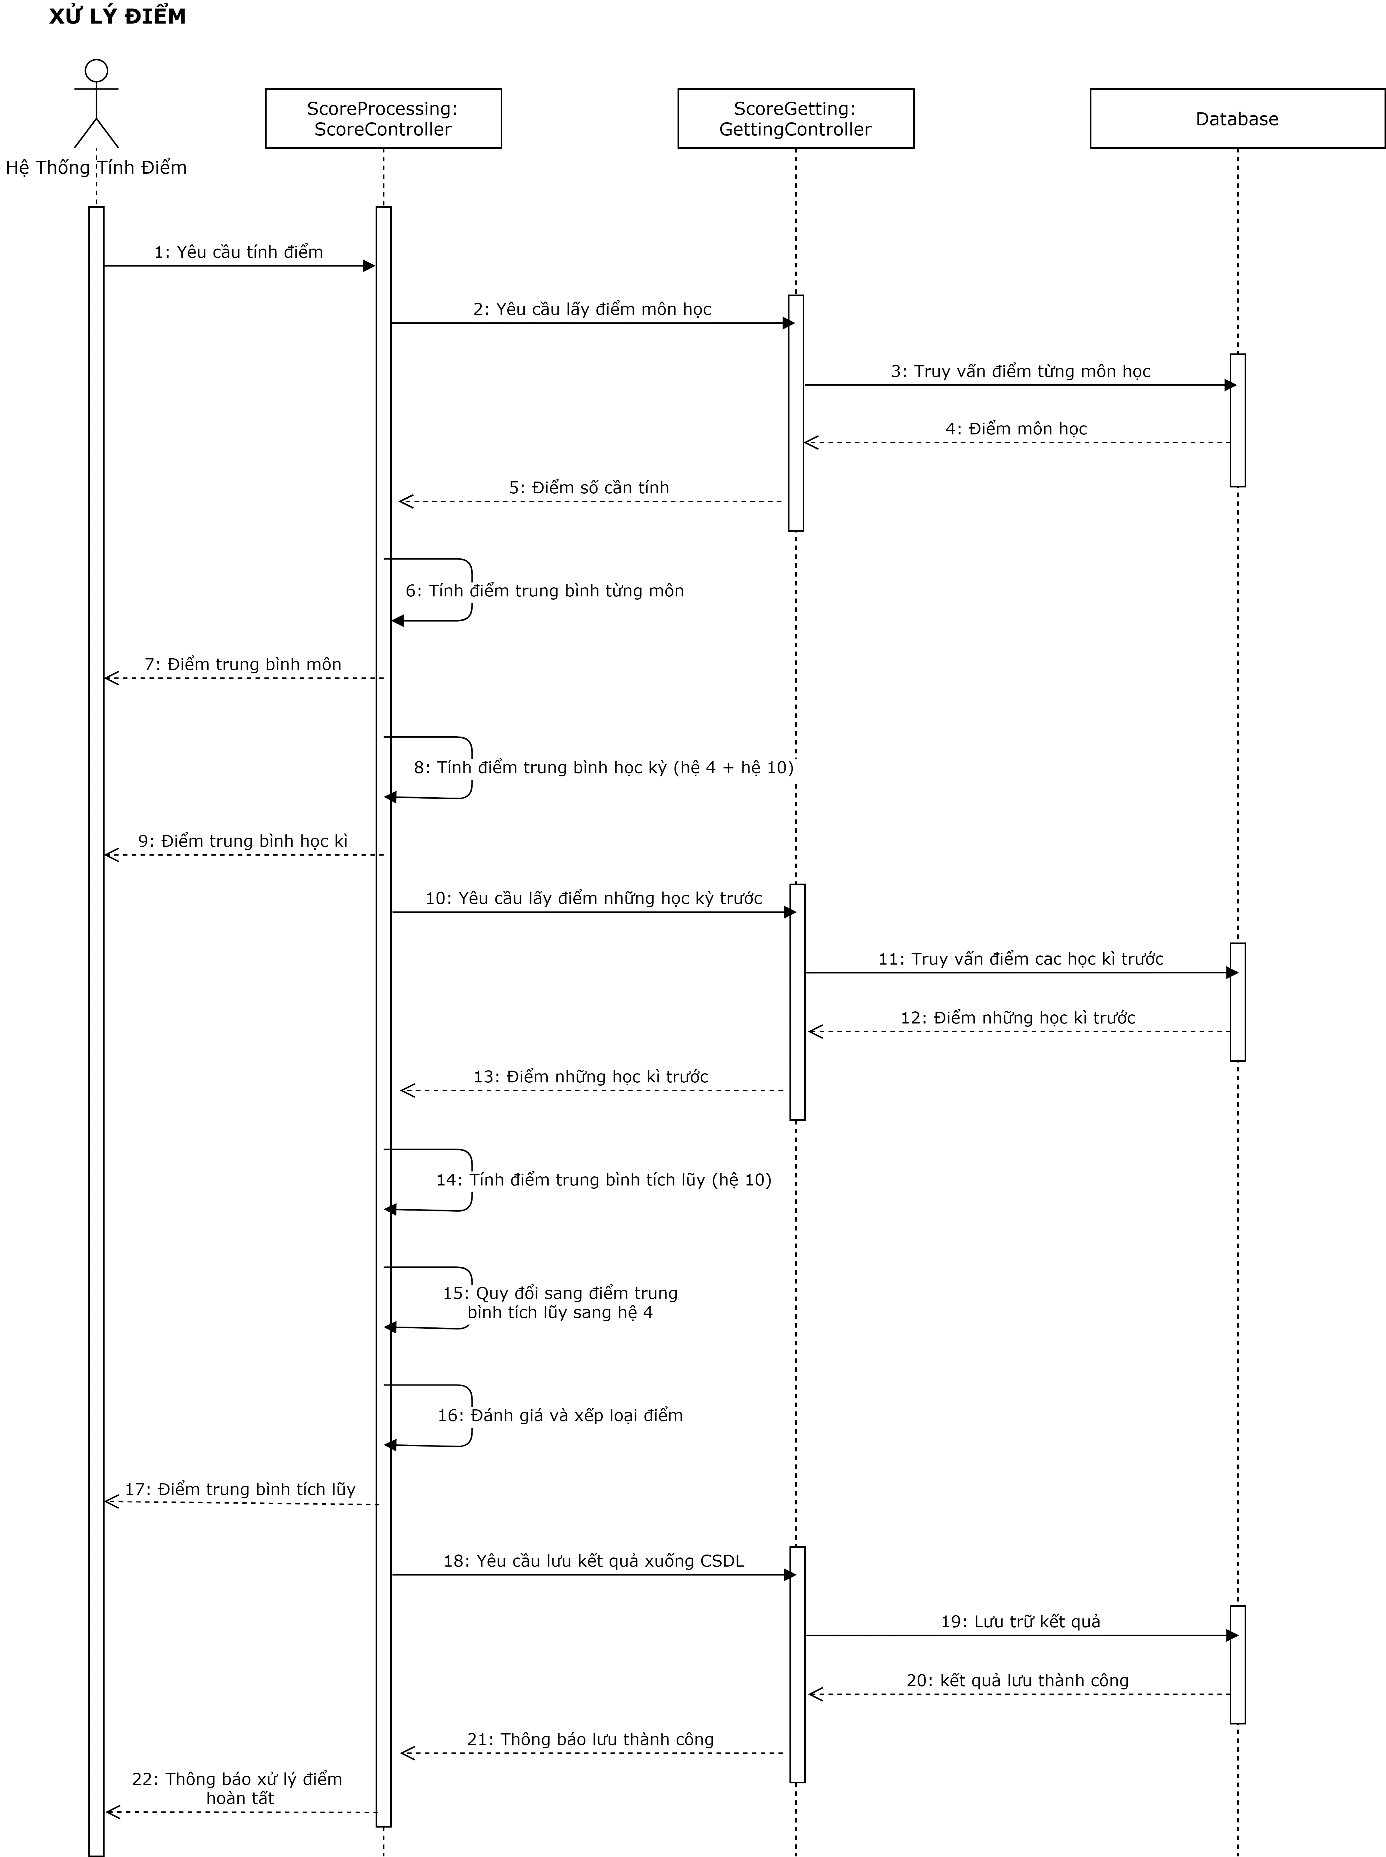 XỬ LÝ ĐIỂM
Hệ Thống Tính Điểm
ScoreProcessing:
ScoreController
ScoreGetting:
GettingController
Database
1: Yêu cầu tính điểm
2: Yêu cầu lấy điểm môn học
3: Truy vấn điểm từng môn học
4: Điểm môn học
5: Điểm số cần tính
6: Tính điểm trung bình từng môn
7: Điểm trung bình môn
8: Tính điểm trung bình học kỳ (hệ 4 + hệ 10)
9: Điểm trung bình học kì
10: Yêu cầu lấy điểm những học kỳ trước
11: Truy vấn điểm cac học kì trước
12: Điểm những học kì trước
13: Điểm những học kì trước
14: Tính điểm trung bình tích lũy (hệ 10)
15: Quy đổi sang điểm trung
bình tích lũy sang hệ 4
16: Đánh giá và xếp loại điểm
17: Điểm trung bình tích lũy
18: Yêu cầu lưu kết quả xuống CSDL
19: Lưu trữ kết quả
20: kết quả lưu thành công
21: Thông báo lưu thành công
22: Thông báo xử lý điểm
hoàn tất